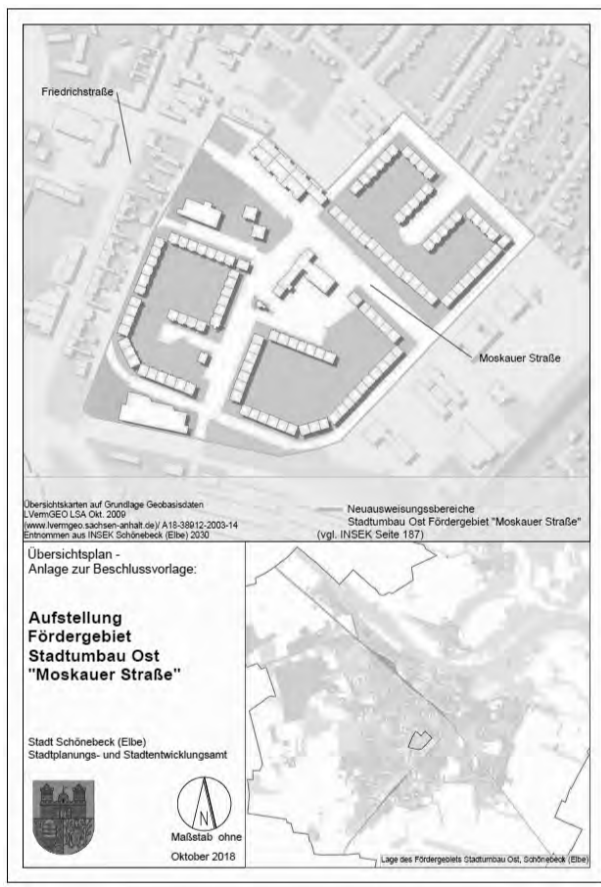 Friedrichstraße
Moskauer Straße
Übersichtskarten auf Grundlage Geobasisdaten
LVermGEO LSA Okt. 2009
(www.lvermgeo.sachsen-anhalt.de)/ A18-38912-2003-14
Entnommen aus INSEK Schönebeck (Elbe) 2030
Neuausweisungsbereiche
Stadtumbau Ost Fördergebiet "Moskauer Straße"
(vgl. INSEK Seite 187)
Übersichtsplan -
Anlage zur Beschlussvorlage:
Aufstellung
Fördergebiet
Stadtumbau Ost
"Moskauer Straße"
Stadt Schönebeck (Elbe)
Stadtplanungs- und Stadtentwicklungsamt
N
Maßstab ohne
Oktober 2018
Lage des Fördergebiets Stadtumbau Ost, Schönebeck (Elbe)